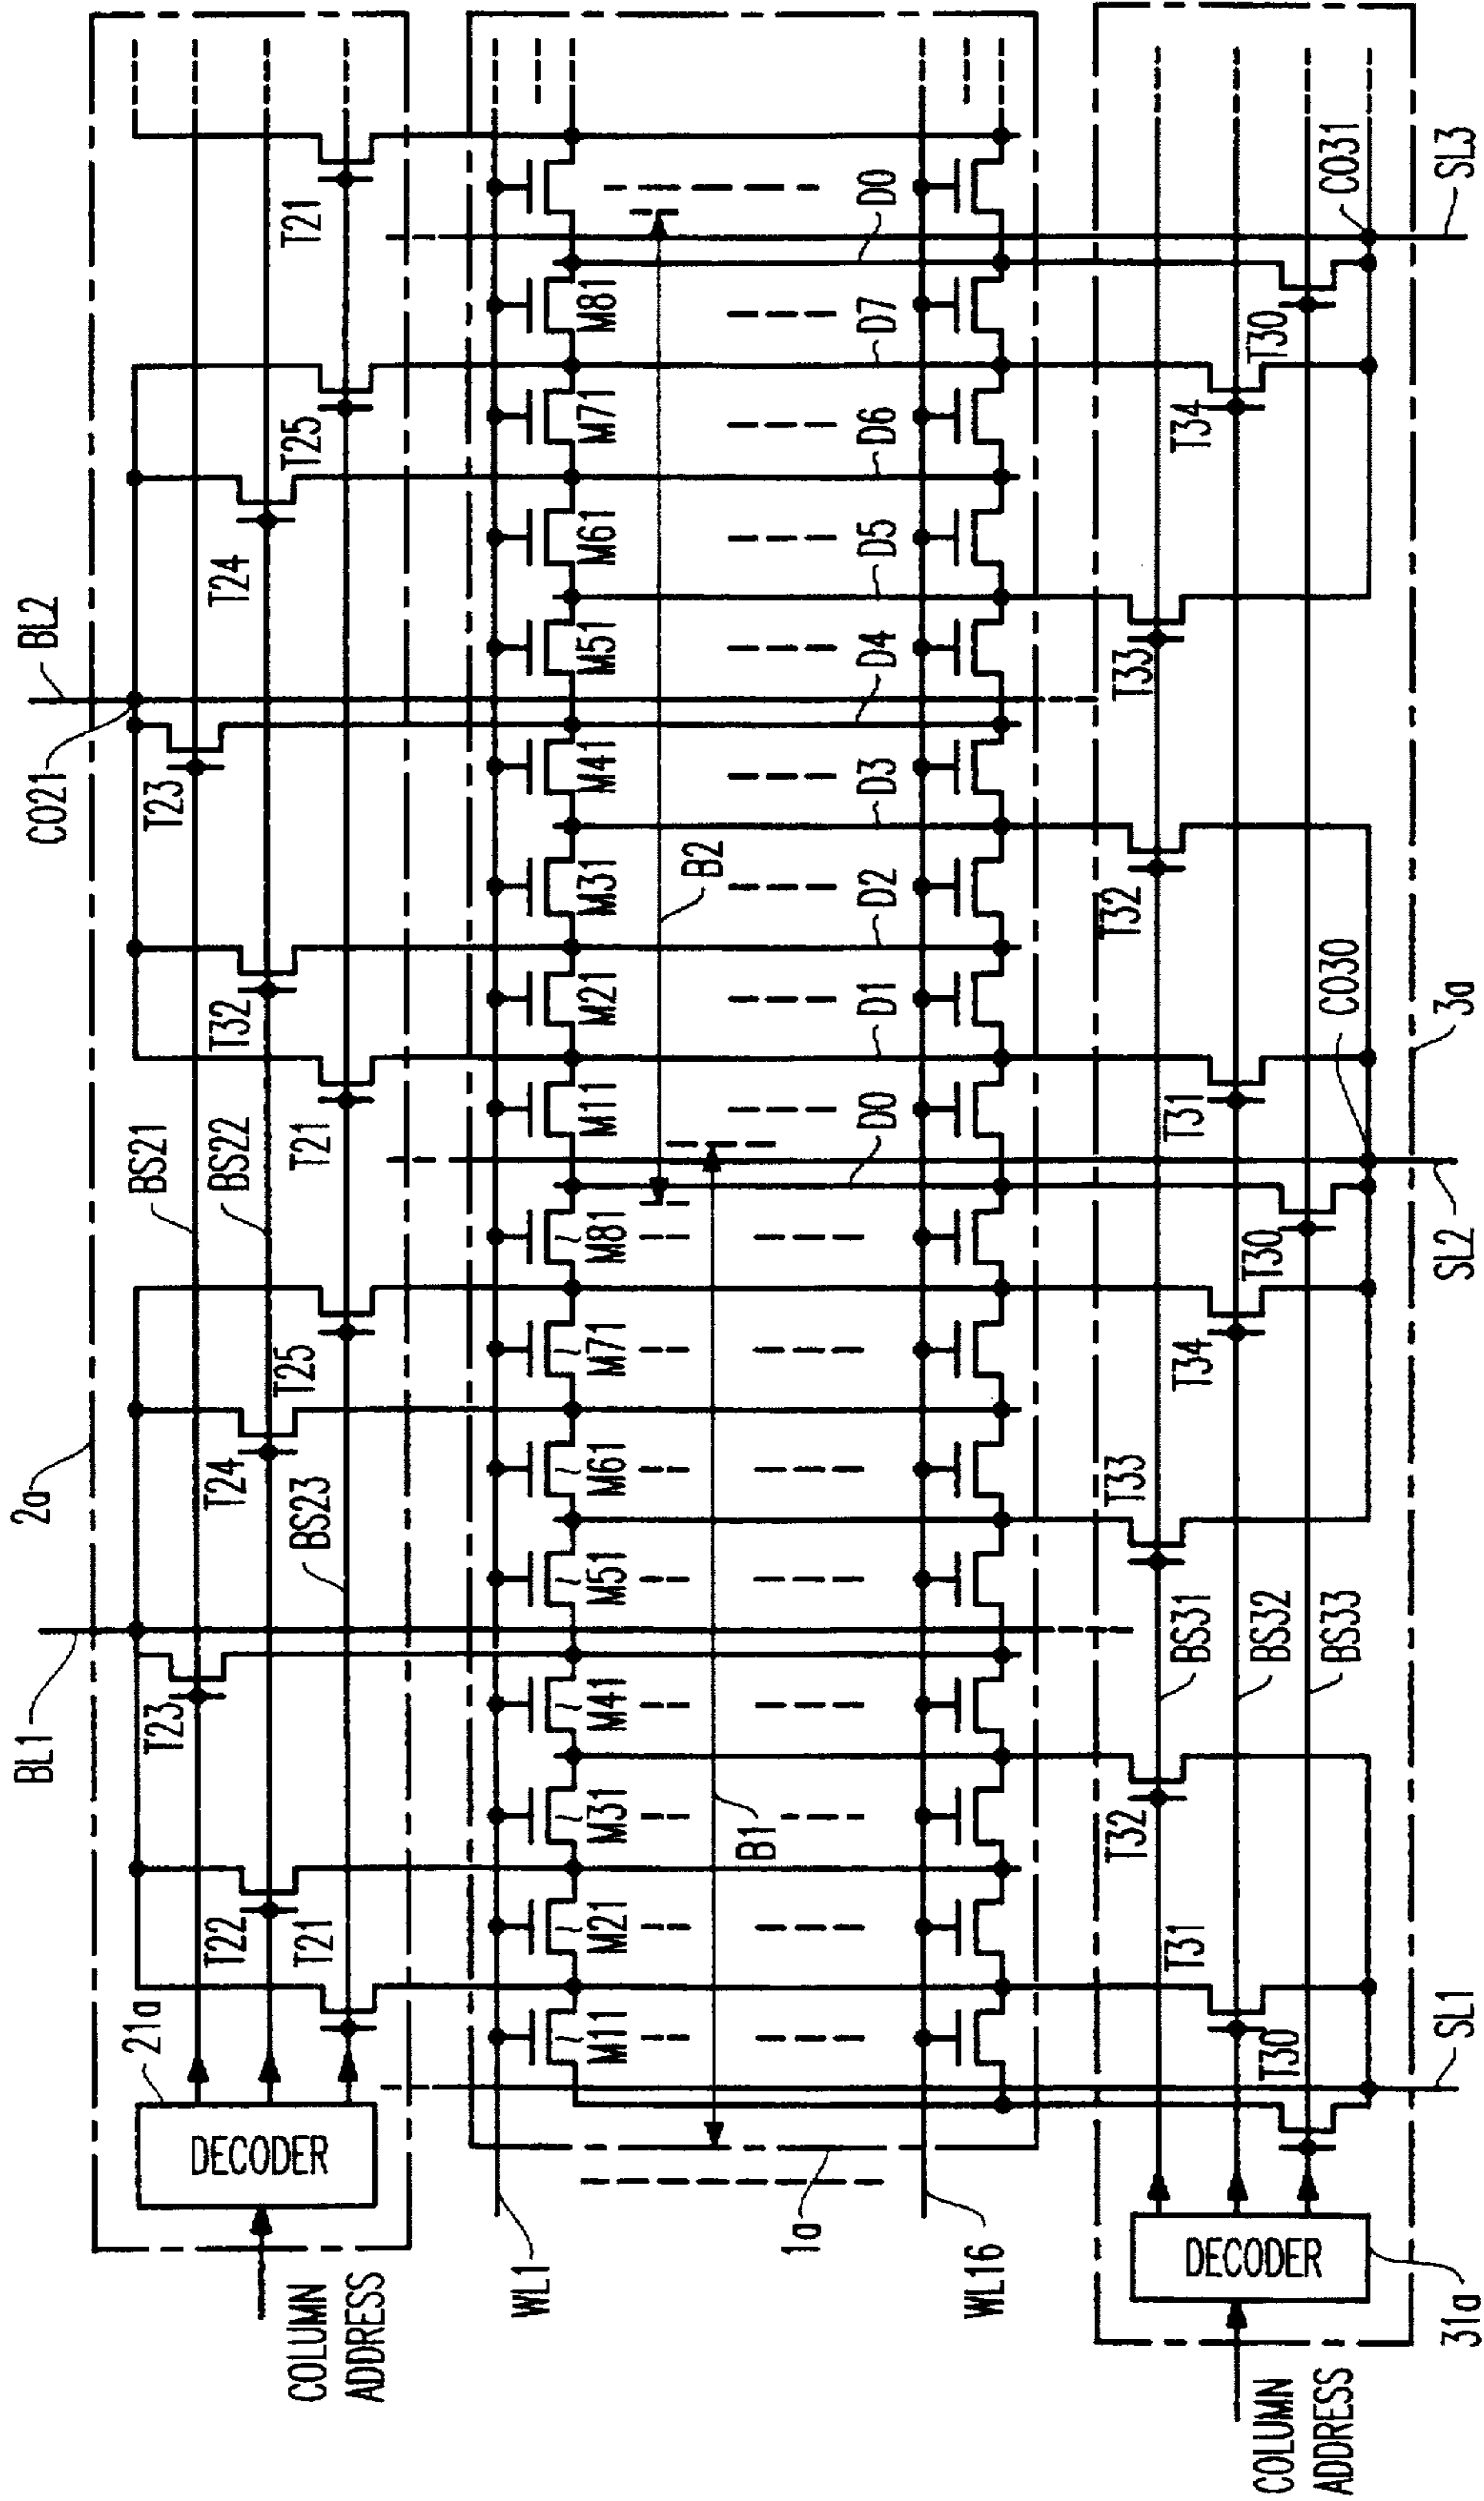 COLUMN
ADDRESS
DECODER
21a
2a
BL1
BL2
CO21
BS21
BS22
BS23
T21
T22
T23
T24
T25
T21
T32
T23
T24
T25
T21
WL1
M11
M21
M31
M41
M51
M61
M71
M81
M11
M21
M31
M41
M51
M61
M71
M81
B1
B2
1a
D0
D1
D2
D3
D4
D5
D6
D7
D0
WL16
COLUMN
ADDRESS
DECODER
31a
3a
T30
T31
T32
T33
T34
T30
T31
T32
T33
T34
T30
BS31
BS32
BS33
CO30
CO31
SL1
SL2
SL3